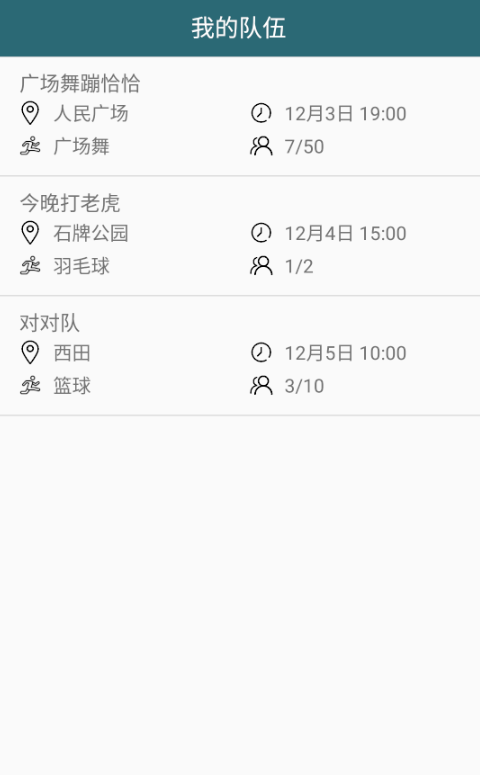 我的队伍
广场舞蹦恰恰
人民广场 12月3日 19:00
广场舞 7/50
今晚打老虎
石牌公园 12月4日 15:00
羽毛球 1/2
对对队
西田 12月5日 10:00
篮球 3/10